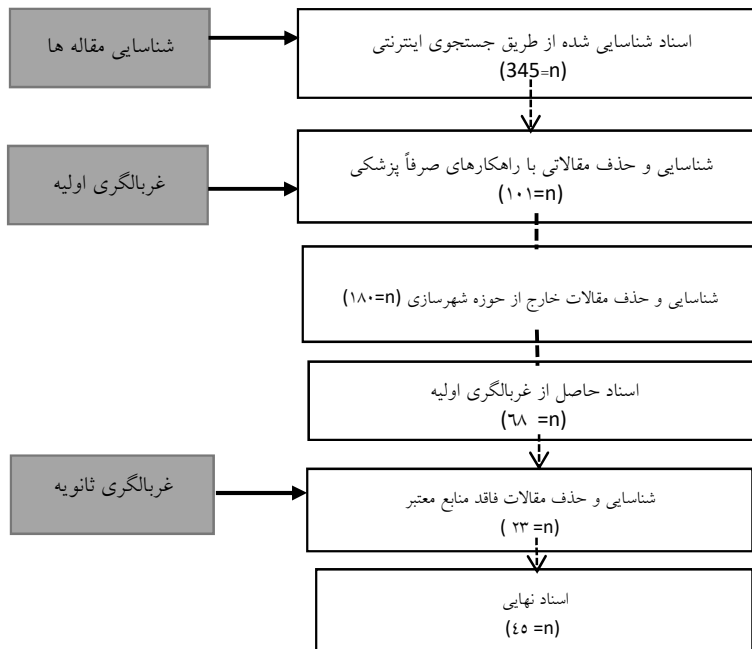 شناسایی مقاله ها
اسناد شناسایی شده از طریق جستجوی اینترنتی
(345=n)
غربالگری اولیه
شناسایی و حذف مقالاتی با راهکارهای صرفاً پزشکی
(۱۰۱=n)
شناسایی و حذف مقالات خارج از حوزه شهرسازی (n=۱۸۰)
اسناد حاصل از غربالگری اولیه
(٦٨ =n)
غربالگری ثانویه
شناسایی و حذف مقالات فاقد منابع معتبر
(۲۳ =n)
اسناد نهایی
(٤٥ =n)